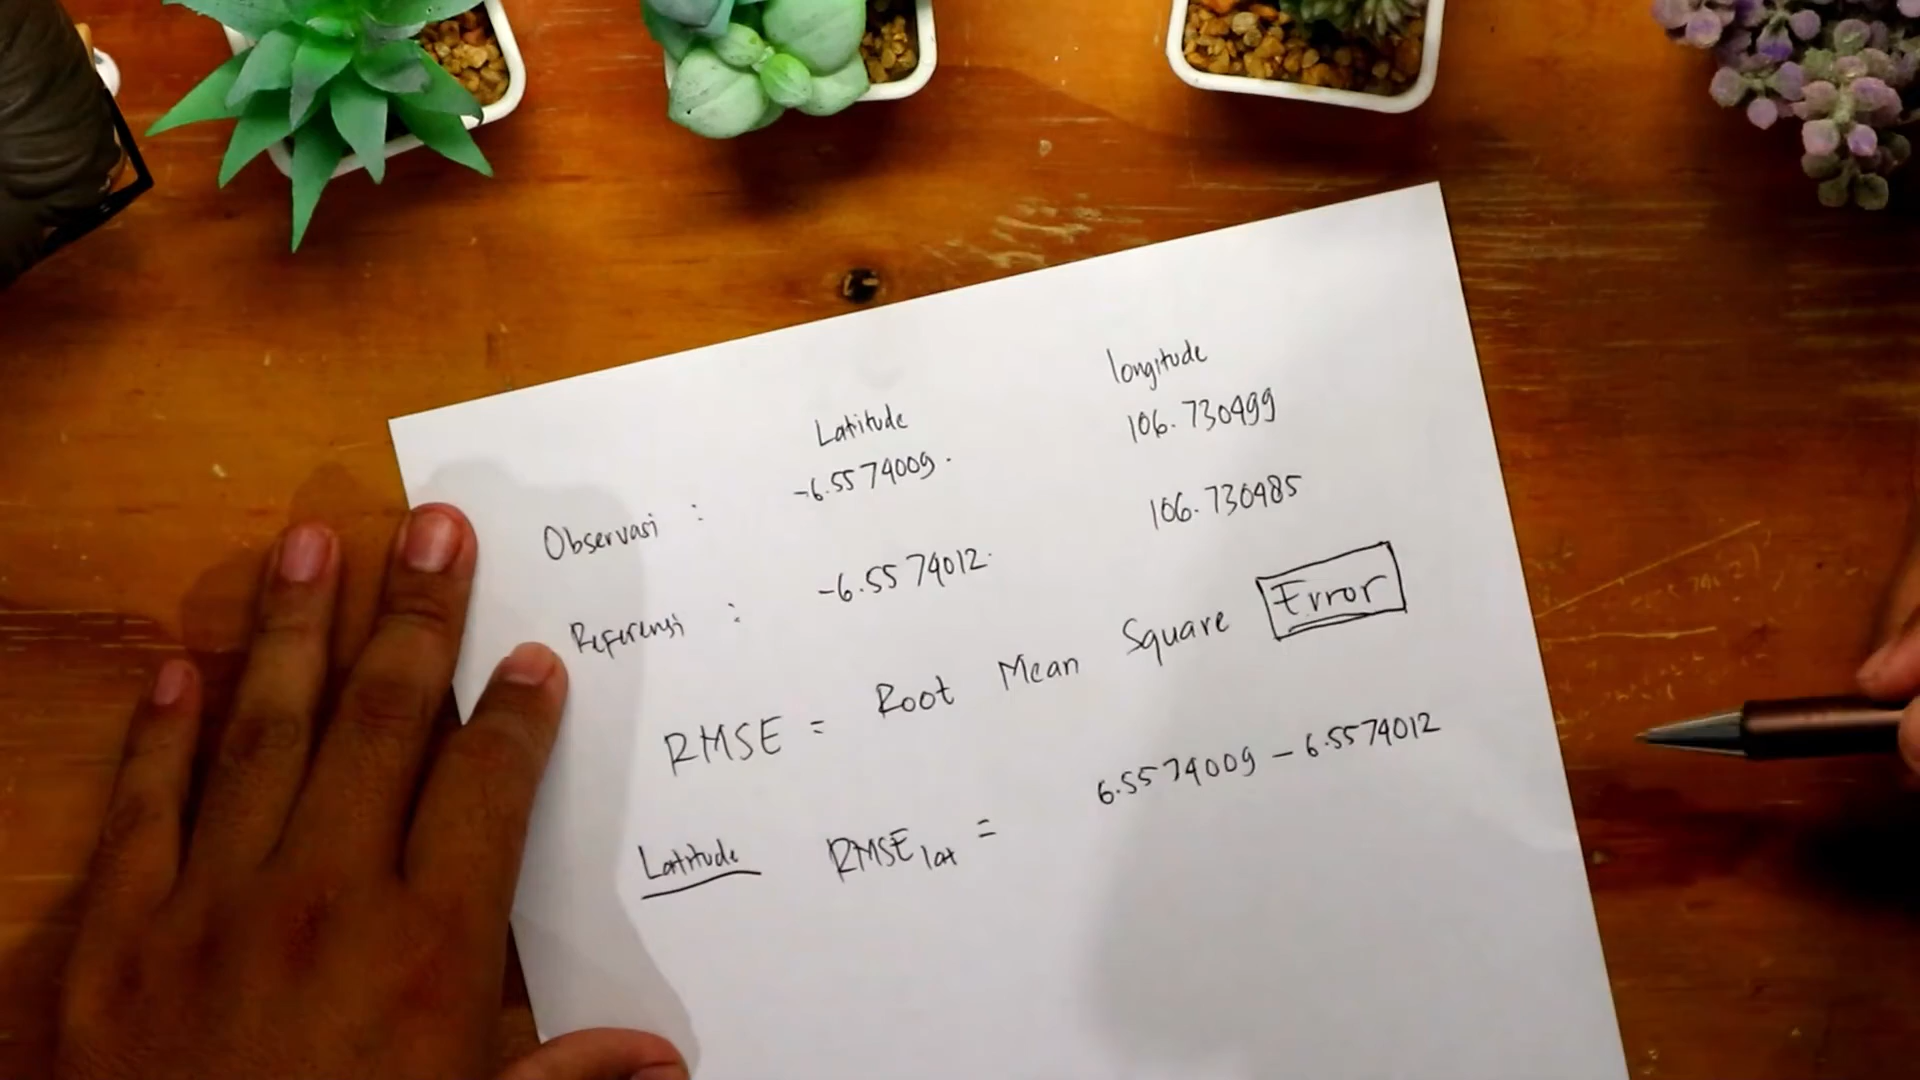 Latitude longitude
Observasi : -6.5574009. 106.730499
Referensi : -6.5574012. 106.730485
RMSE = Root Mean Square Error
Latitude RMSE lat = 6.5574009 - 6.5574012